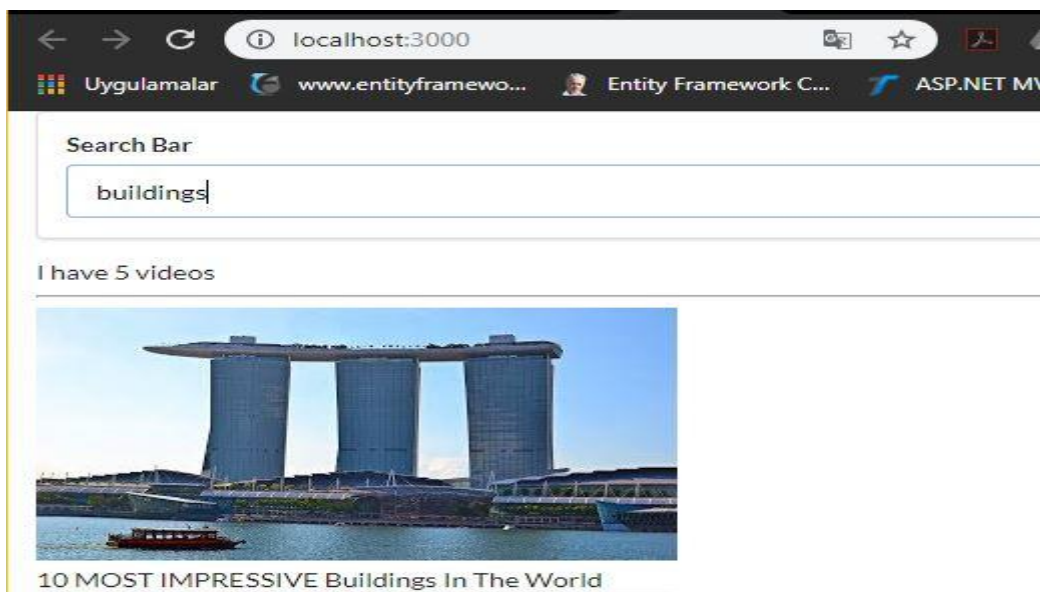 localhost:3000
Uygulamalar www.entityframewo... Entity Framework C... ASP.NET MV
Search Bar
buildings
I have 5 videos
10 MOST IMPRESSIVE Buildings In The World